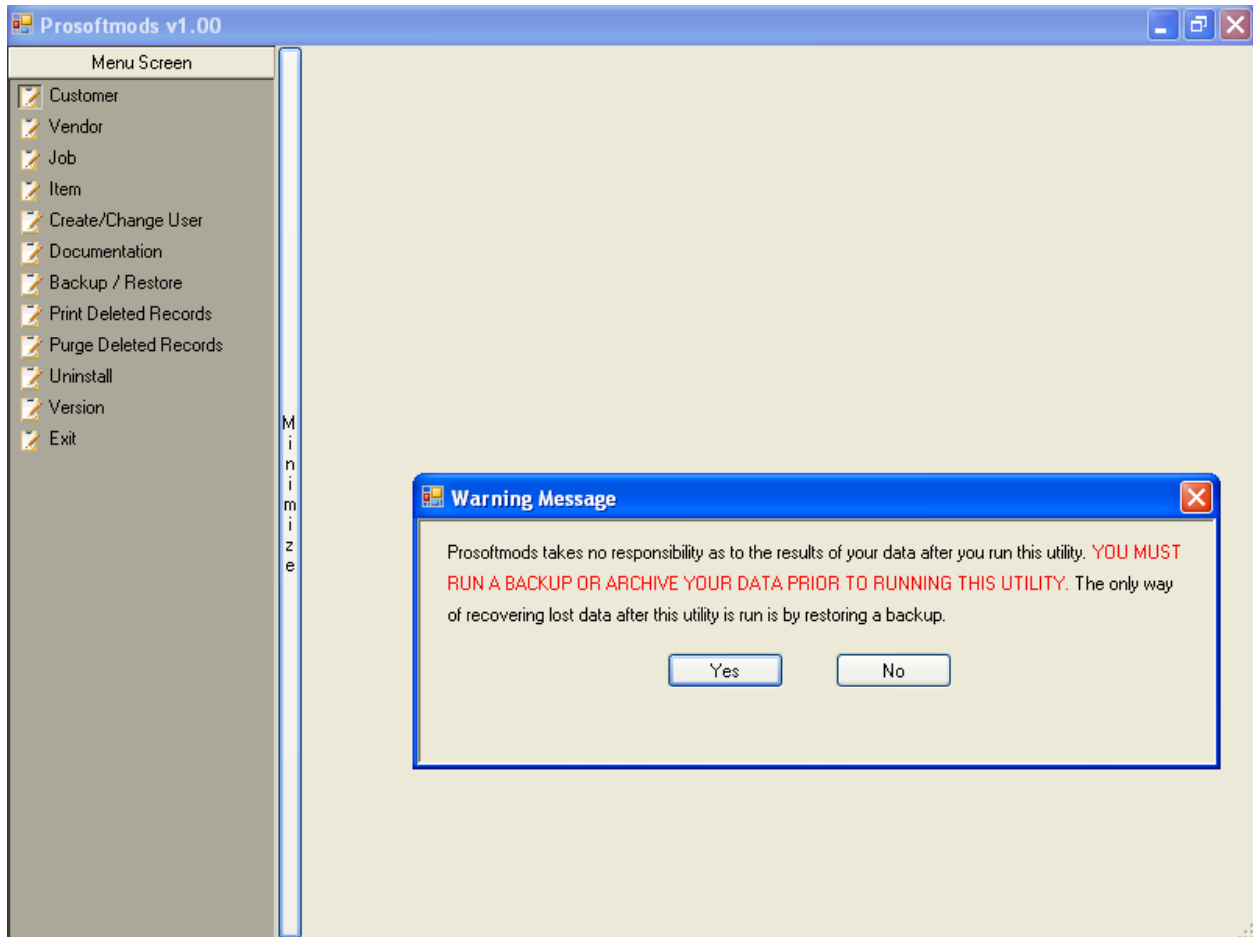 Prosoftmods v1.00
Menu Screen
Customer
Vendor
Job
Item
Create/Change User
Documentation
Backup / Restore
Print Deleted Records
Purge Deleted Records
Uninstall
Version
Exit
Minimize
Warning Message
Prosoftmods takes no responsibility as to the results of your data after you run this utility. YOU MUST
RUN A BACKUP OR ARCHIVE YOUR DATA PRIOR TO RUNNING THIS UTILITY. The only way
of recovering lost data after this utility is run is by restoring a backup.
Yes No